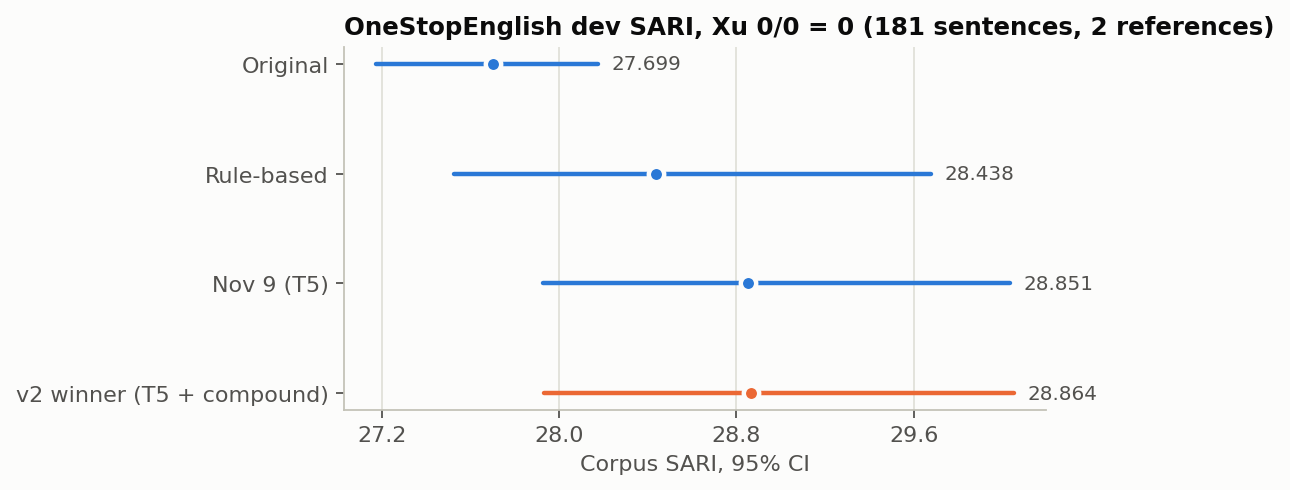 OneStopEnglish dev SARI, Xu 0/0 = 0 (181 sentences, 2 references)
Original 27.699
Rule-based 28.438
Nov 9 (T5) 28.851
v2 winner (T5 + compound) 28.864
27.2 28.0 28.8 29.6
Corpus SARI, 95% CI